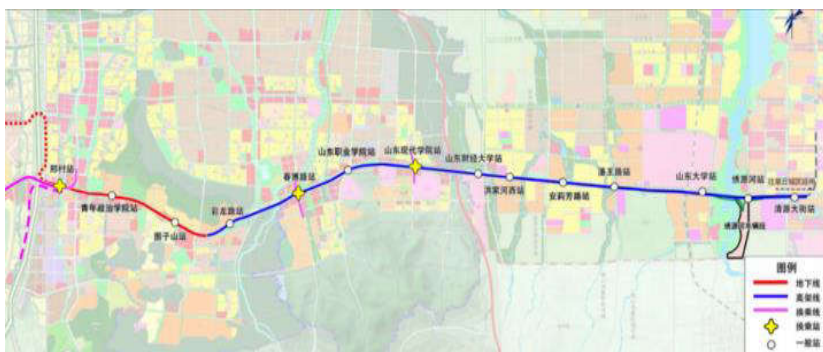 邢村站
青年政治学院站
围子山站
彩龙路站
春博路站
山东职业学院站
山东现代学院站
山东财经大学站
洪家河西站
安莉芳路站
潘王路站
山东大学站
绣源河站
清源大街站
绣源河车辆段
图例
地下线
高架线
换乘线
换乘站
一般站